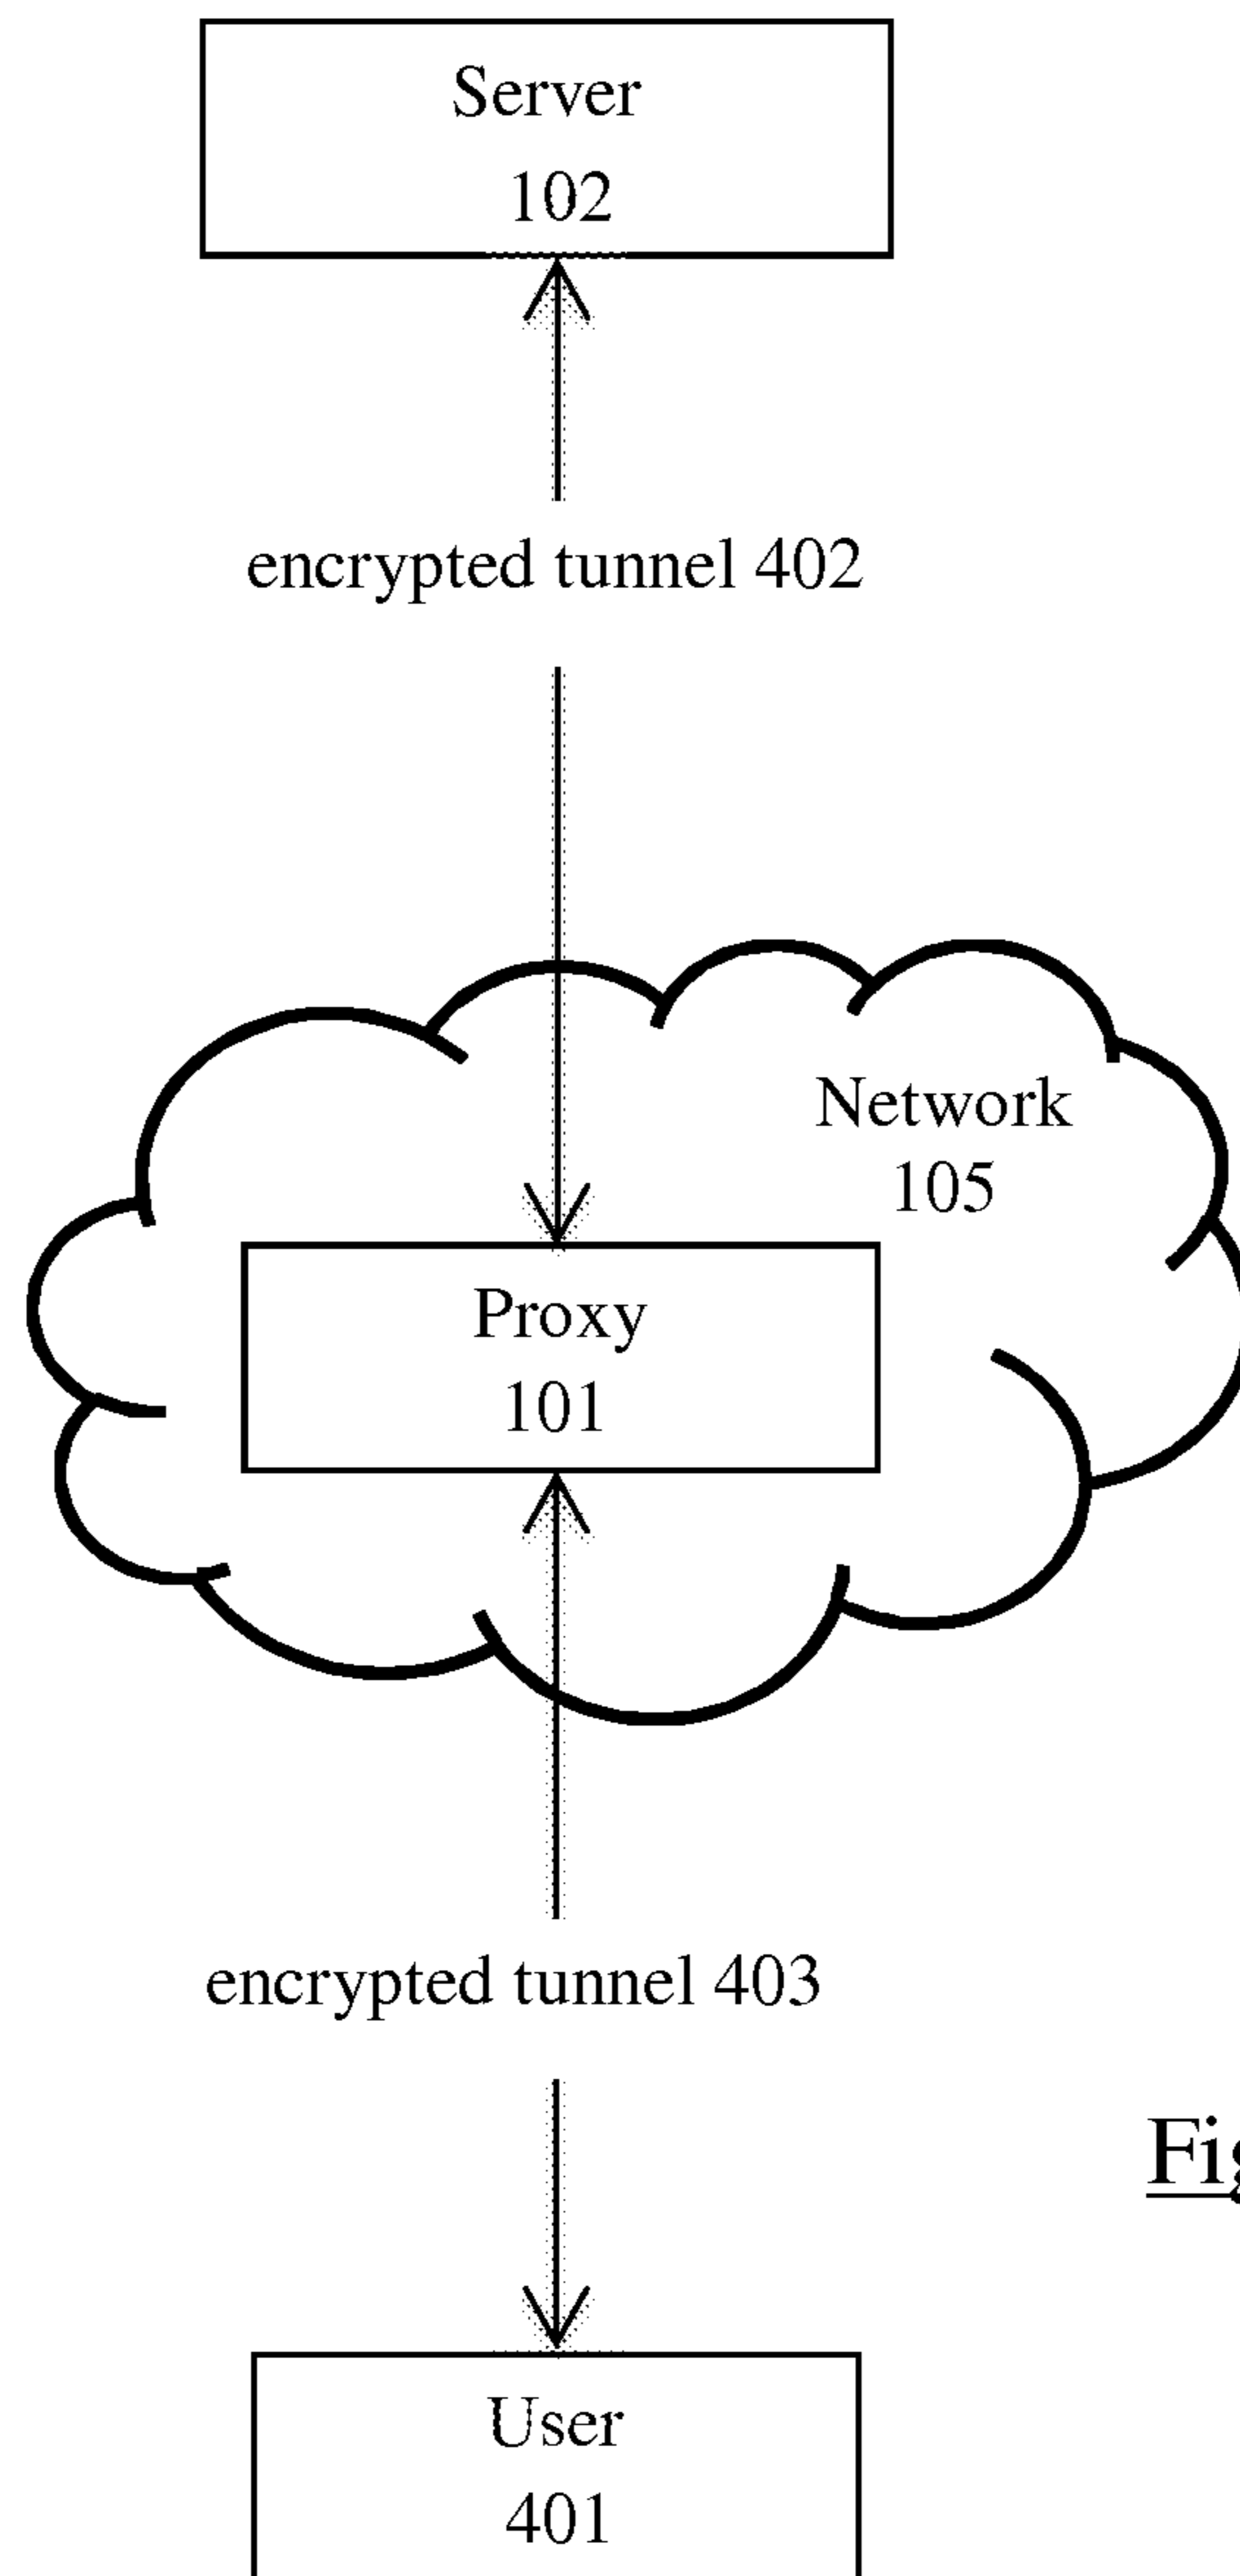 Server
102
encrypted tunnel 402
Network
105
Proxy
101
encrypted tunnel 403
User
401